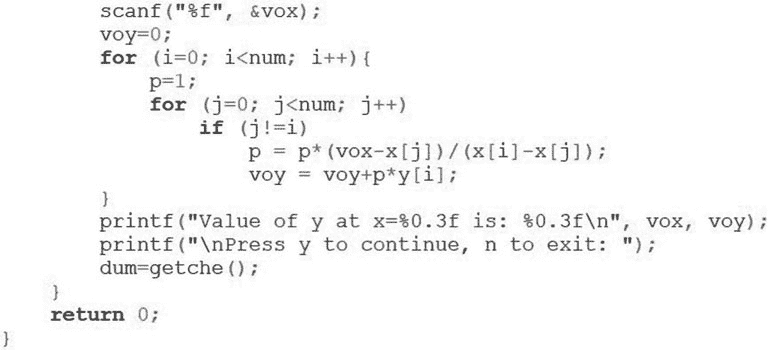 scanf("%f", &vox);
voy=0;
for (i=0; i<num; i++){
p=1;
for (j=0; j<num; j++)
if (j!=i)
p = p*(vox-x[j])/(x[i]-x[j]);
voy = voy+p*y[i];
}
printf("Value of y at x=%0.3f is: %0.3f\n", vox, voy);
printf("\nPress y to continue, n to exit: ");
dum=getche();
}
return 0;
}